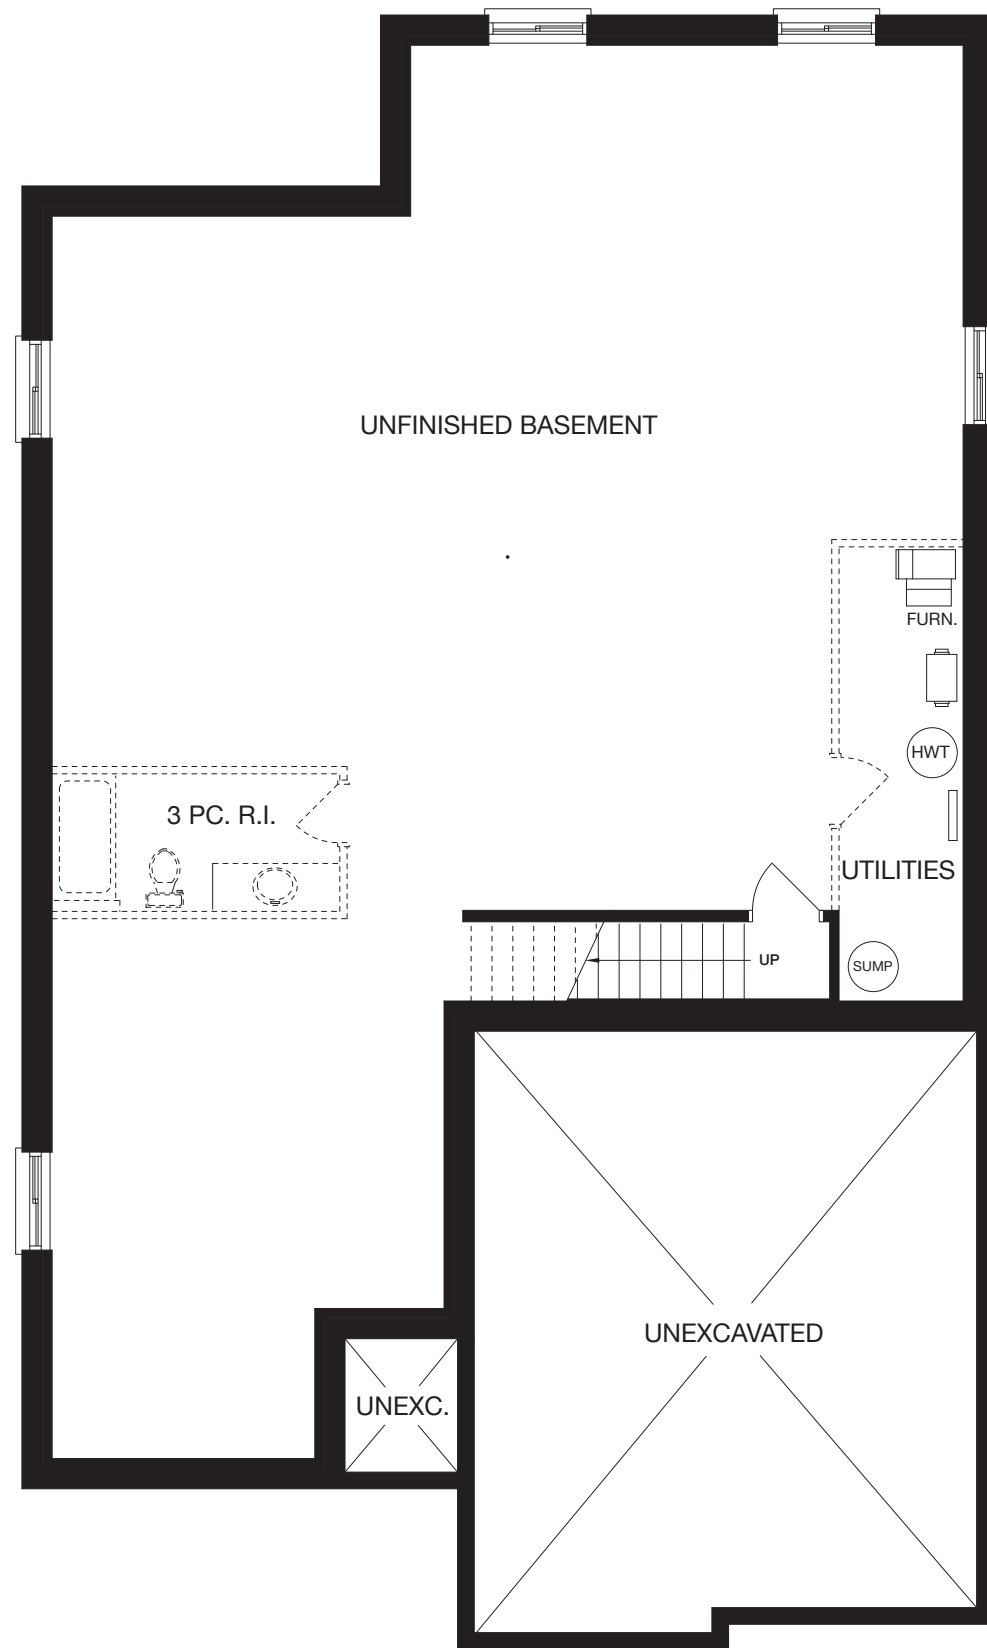 UNFINISHED BASEMENT
FURN.
HWT
3 PC. R.I.
UTILITIES
UP
SUMP
UNEXCAVATED
UNEXC.